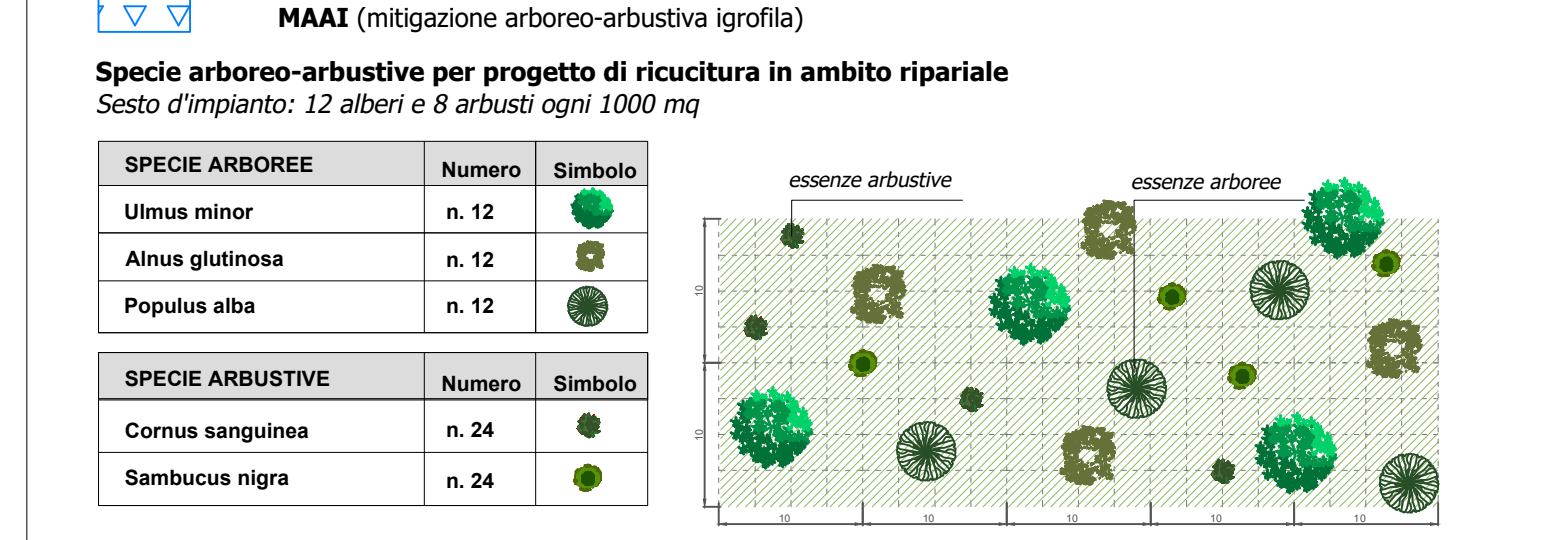 MAAI (mitigazione arboreo-arbustiva igrofila)
Specie arboreo-arbustive per progetto di ricucitura in ambito ripariale
Sesto d'impianto: 12 alberi e 8 arbusti ogni 1000 mq
SPECIE ARBOREE Numero Simbolo
Ulmus minor n. 12
Alnus glutinosa n. 12
Populus alba n. 12
SPECIE ARBUSTIVE Numero Simbolo
Cornus sanguinea n. 24
Sambucus nigra n. 24
essenze arbustive
essenze arboree
10
10
10 10 10 10 10